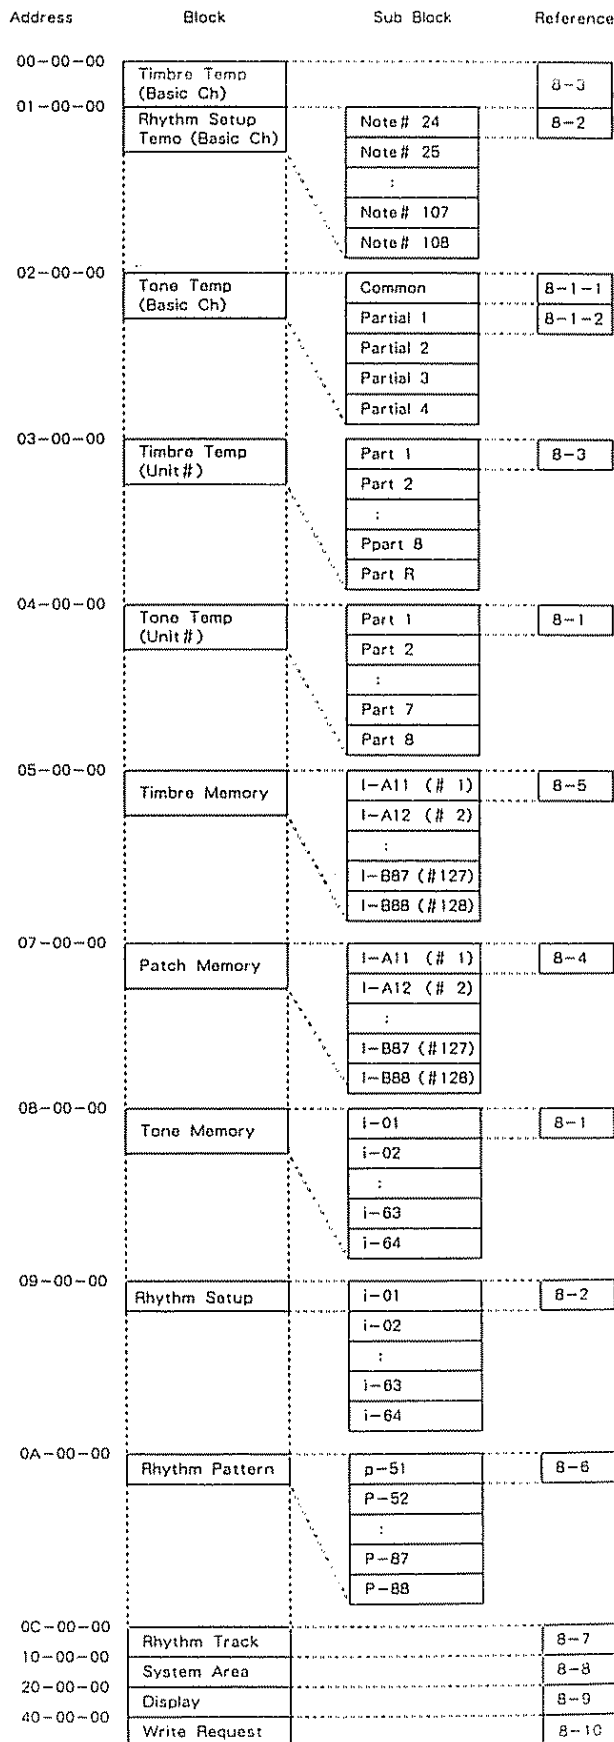 Address Block Sub Block Reference
00-00-00
Timbre Temp
(Basic Ch)
8-3
01-00-00
Rhythm Setup
Temo (Basic Ch)
Note# 24 8-2
Note# 25
:
Note# 107
Note# 108
02-00-00
Tone Temp
(Basic Ch)
Common 8-1-1
Partial 1 8-1-2
Partial 2
Partial 3
Partial 4
03-00-00
Timbre Temp
(Unit#)
Part 1 8-3
Part 2
:
Ppart 8
Part R
04-00-00
Tone Temp
(Unit#)
Part 1 8-1
Part 2
:
Part 7
Part 8
05-00-00
Timbre Memory
I-A11 (# 1) 8-5
I-A12 (# 2)
:
I-B87 (#127)
I-B88 (#128)
07-00-00
Patch Memory
I-A11 (# 1) 8-4
I-A12 (# 2)
:
I-B87 (#127)
I-B88 (#128)
08-00-00
Tone Memory
i-01 8-1
i-02
:
i-63
i-64
09-00-00
Rhythm Setup
i-01 8-2
i-02
:
i-63
i-64
0A-00-00
Rhythm Pattern
p-51 8-6
P-52
:
P-87
P-88
0C-00-00
Rhythm Track 8-7
10-00-00
System Area 8-8
20-00-00
Display 8-9
40-00-00
Write Request 8-10